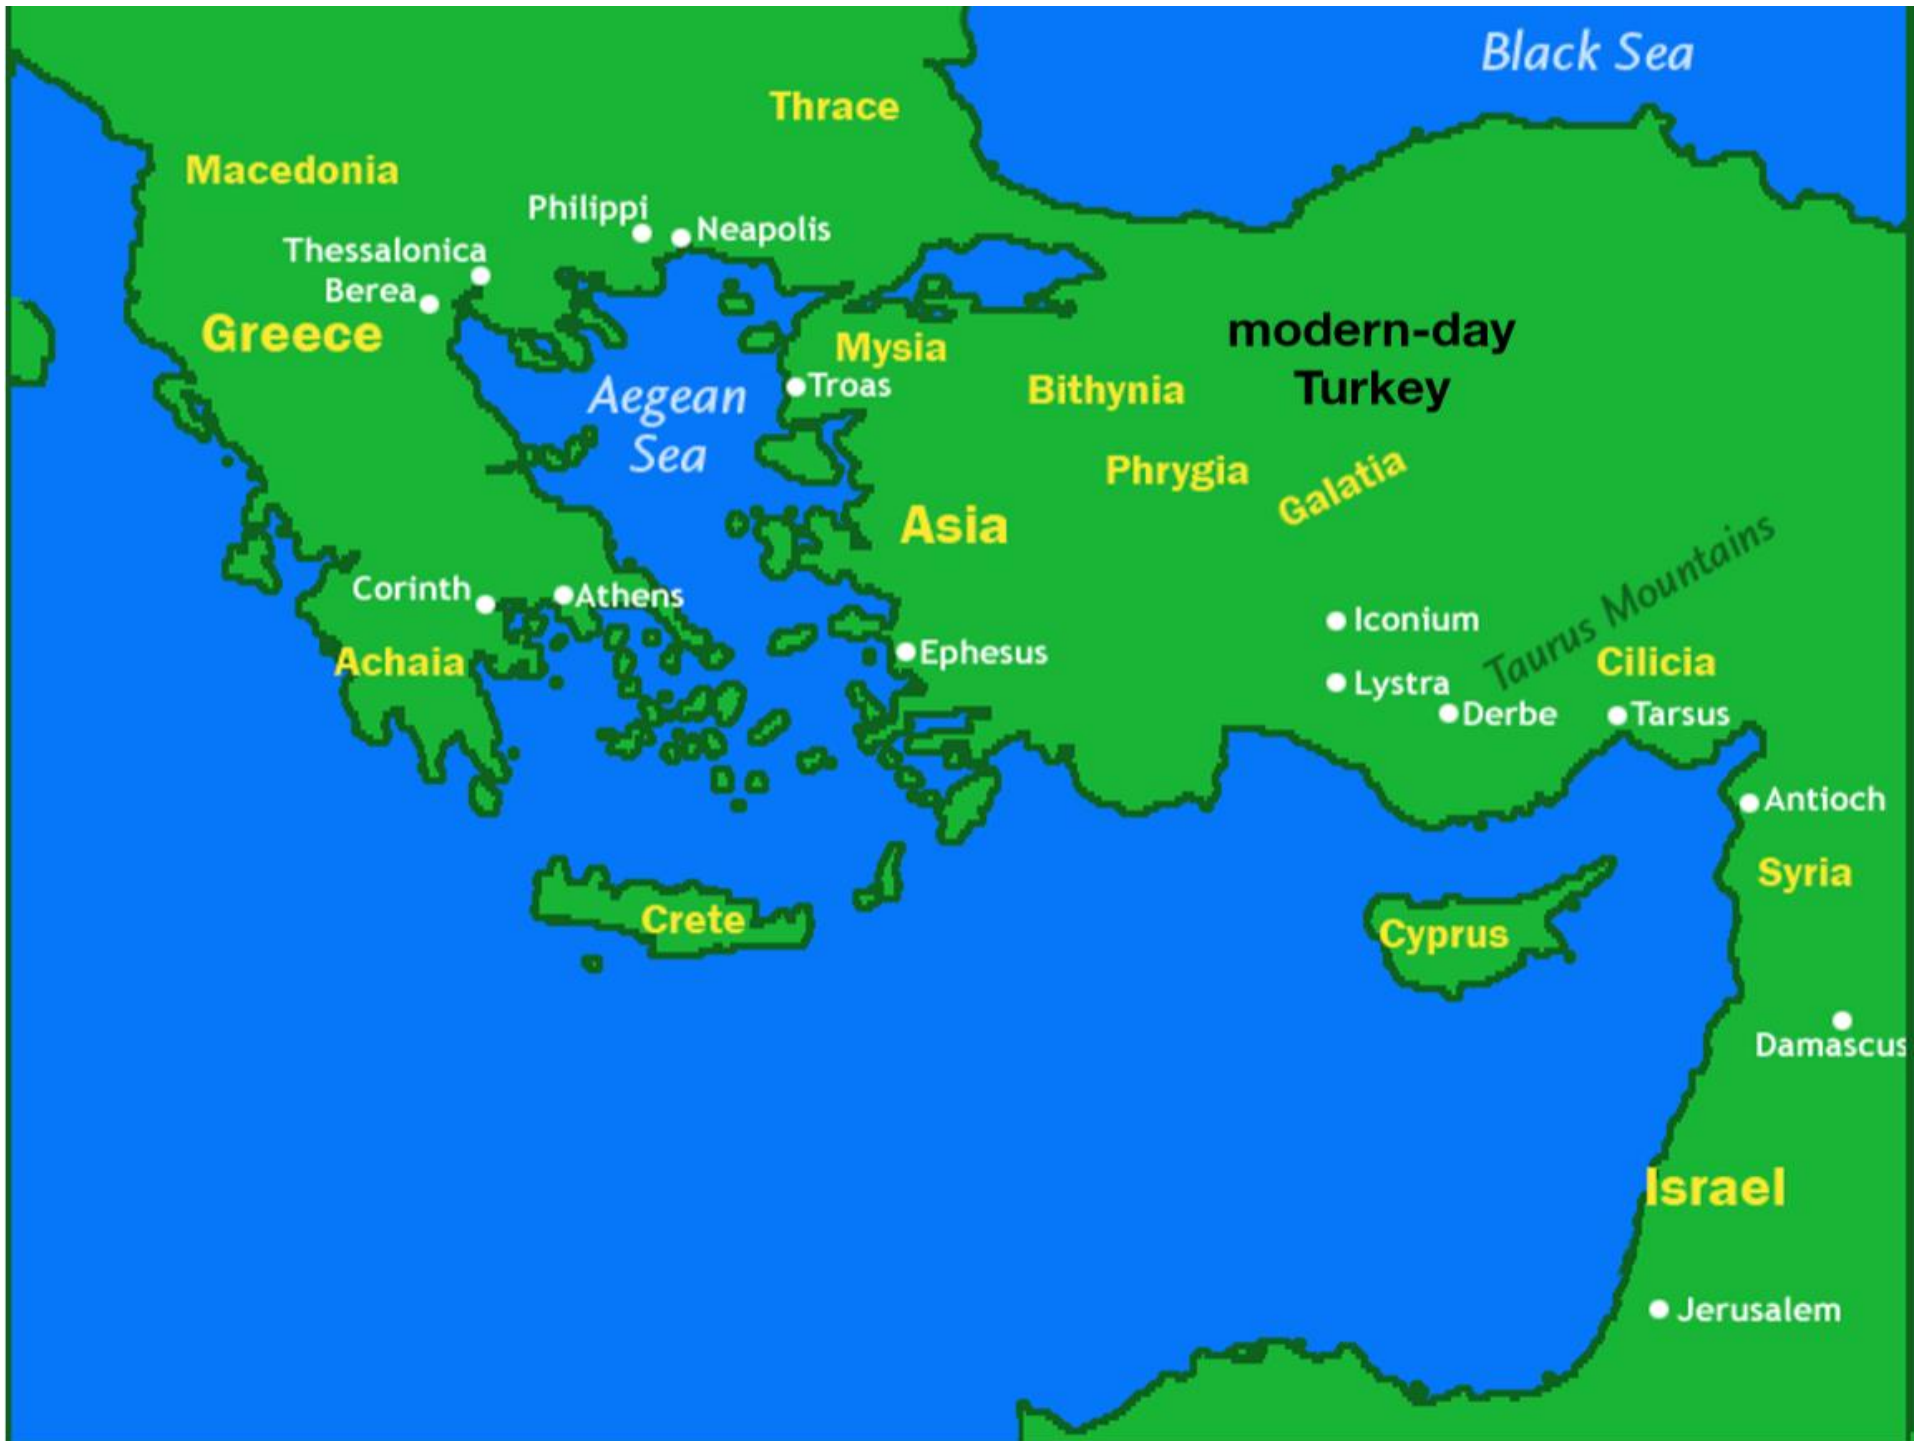 Black Sea
Thrace
Macedonia
Philippi
Neapolis
Thessalonica
Berea
Greece
modern-day
Turkey
Mysia
Troas
Bithynia
Aegean
Sea
Phrygia
Galatia
Asia
Taurus Mountains
Corinth
Athens
Iconium
Ephesus
Achaia
Cilicia
Lystra
Derbe
Tarsus
Antioch
Syria
Crete
Cyprus
Damascus
Israel
Jerusalem